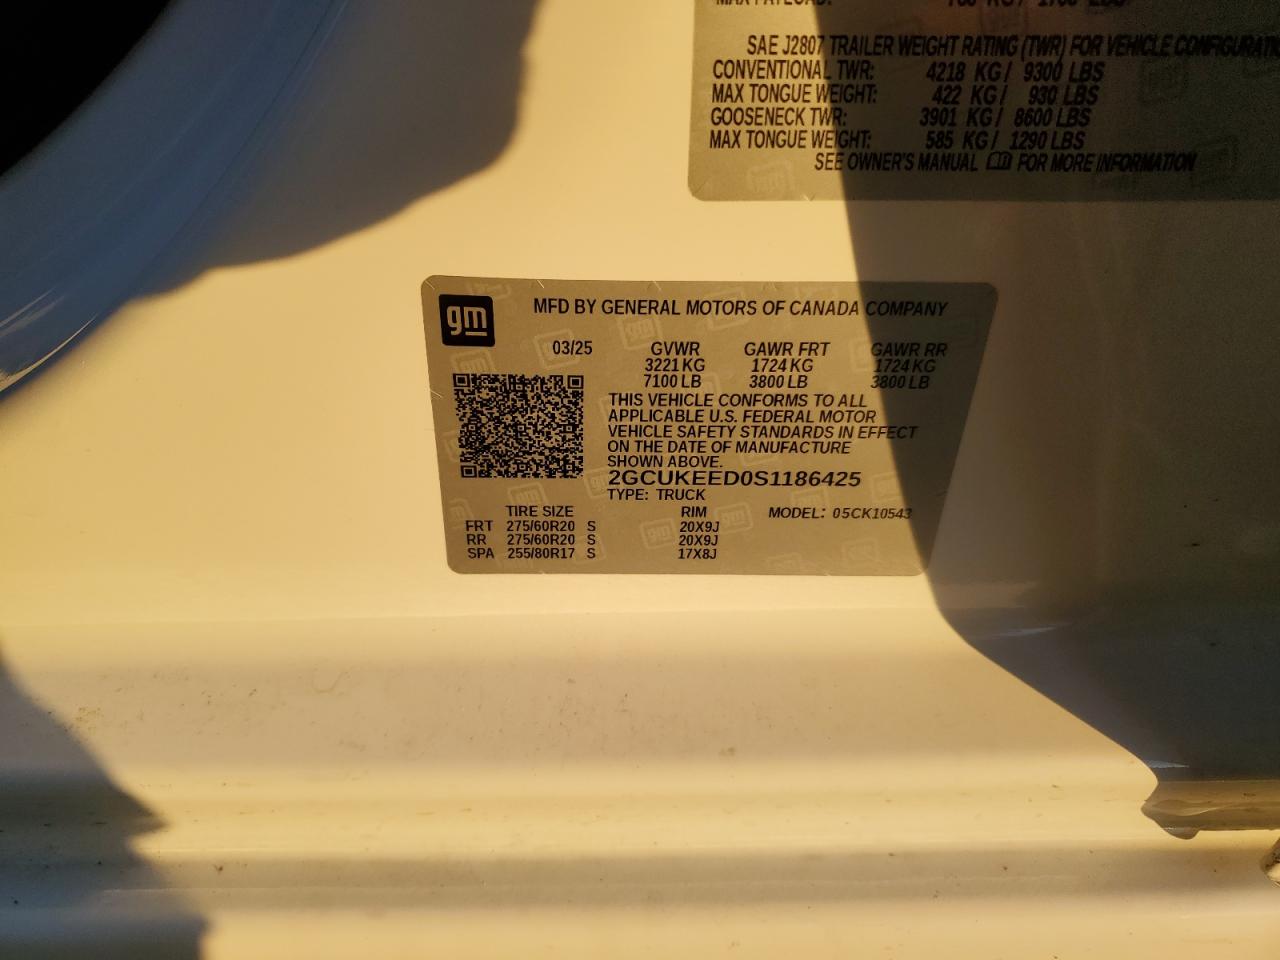 MAX PAYLOAD: KG / LBS
SAE J2807 TRAILER WEIGHT RATING (TWR) FOR VEHICLE
CONVENTIONAL TWR: 4218 KG / 9300 LBS
MAX TONGUE WEIGHT: 422 KG / 930 LBS
GOOSENECK TWR: 3901 KG / 8600 LBS
MAX TONGUE WEIGHT: 585 KG / 1290 LBS
SEE OWNER'S MANUAL FOR MORE INFORMATION
gm
MFD BY GENERAL MOTORS OF CANADA COMPANY
03/25 GVWR GAWR FRT GAWR RR
3221 KG 1724 KG 1724 KG
7100 LB 3800 LB 3800 LB
THIS VEHICLE CONFORMS TO ALL
APPLICABLE U.S. FEDERAL MOTOR
VEHICLE SAFETY STANDARDS IN EFFECT
ON THE DATE OF MANUFACTURE
SHOWN ABOVE.
2GCUKEED0S1186425
TYPE: TRUCK
TIRE SIZE RIM MODEL: 05CK10543
FRT 275/60R20 S 20X9J
RR 275/60R20 S 20X9J
SPA 255/80R17 S 17X8J